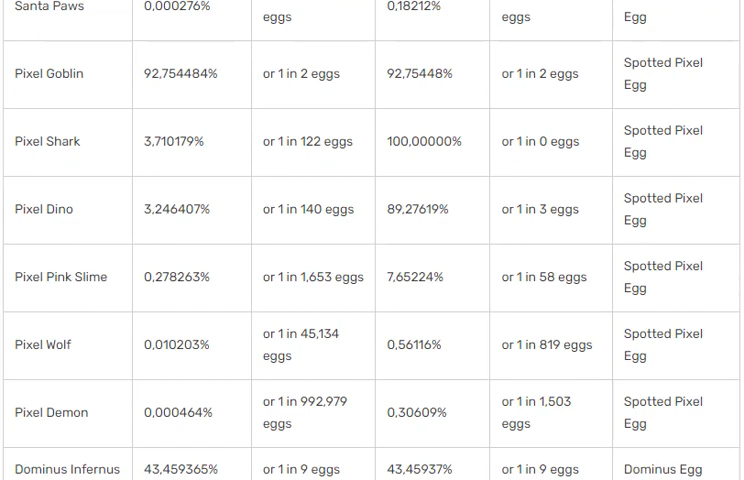 Santa Paws 0,000276% eggs 0,18212% eggs Egg
Pixel Goblin 92,754484% or 1 in 2 eggs 92,75448% or 1 in 2 eggs Spotted Pixel
Egg
Pixel Shark 3,710179% or 1 in 122 eggs 100,00000% or 1 in 0 eggs Spotted Pixel
Egg
Pixel Dino 3,246407% or 1 in 140 eggs 89,27619% or 1 in 3 eggs Spotted Pixel
Egg
Pixel Pink Slime 0,278263% or 1 in 1,653 eggs 7,65224% or 1 in 58 eggs Spotted Pixel
Egg
Pixel Wolf 0,010203% or 1 in 45,134
eggs 0,56116% or 1 in 819 eggs Spotted Pixel
Egg
Pixel Demon 0,000464% or 1 in 992,979
eggs 0,30609% or 1 in 1,503
eggs Spotted Pixel
Egg
Dominus Infernus 43,459365% or 1 in 9 eggs 43,45937% or 1 in 9 eggs Dominus Egg